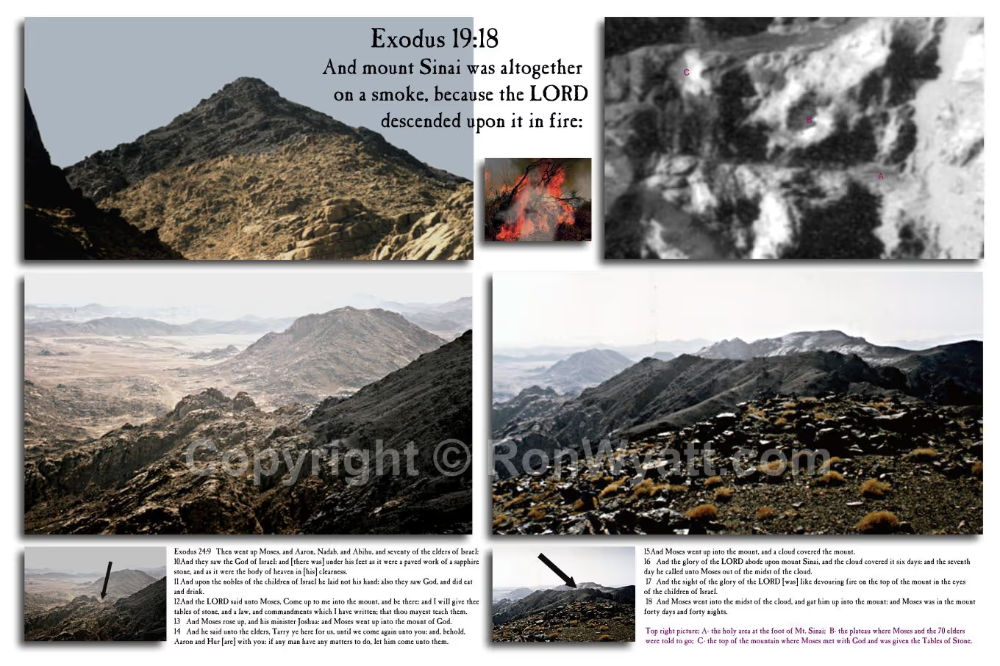 Exodus 19:18
And mount Sinai was altogether
on a smoke, because the LORD
descended upon it in fire:
C
B
A
Copyright © RonWyatt.com
Exodus 24:9 Then went up Moses, and Aaron, Nadab, and Abihu, and seventy of the elders of Israel:
10And they saw the God of Israel: and [there was] under his feet as it were a paved work of a sapphire
stone, and as it were the body of heaven in [his] clearness.
11 And upon the nobles of the children of Israel he laid not his hand: also they saw God, and did eat
and drink.
12And the LORD said unto Moses, Come up to me into the mount, and be there: and I will give thee
tables of stone, and a law, and commandments which I have written; that thou mayest teach them.
13 And Moses rose up, and his minister Joshua: and Moses went up into the mount of God.
14 And he said unto the elders, Tarry ye here for us, until we come again unto you: and, behold,
Aaron and Hur [are] with you: if any man have any matters to do, let him come unto them.
15And Moses went up into the mount, and a cloud covered the mount.
16 And the glory of the LORD abode upon mount Sinai, and the cloud covered it six days: and the seventh
day he called unto Moses out of the midst of the cloud.
17 And the sight of the glory of the LORD [was] like devouring fire on the top of the mount in the eyes
of the children of Israel.
18 And Moses went into the midst of the cloud, and gat him up into the mount: and Moses was in the mount
forty days and forty nights.
Top right picture: A- the holy area at the foot of Mt. Sinai; B- the plateau where Moses and the 70 elders
were told to go; C- the top of the mountain where Moses met with God and was given the Tables of Stone.